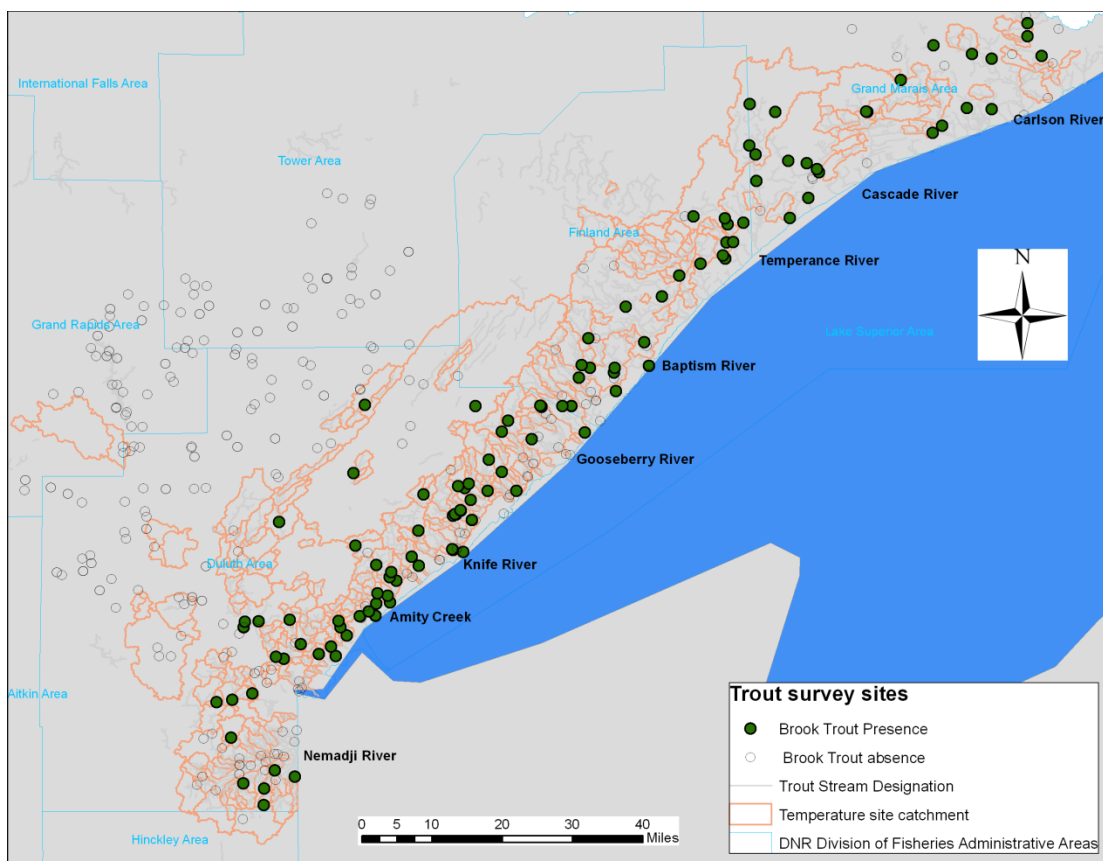 International Falls Area
Grand Marais Area
Carlson River
Tower Area
Cascade River
Finland Area
Temperance River
N
Grand Rapids Area
Lake Superior Area
Baptism River
Gooseberry River
Knife River
Duluth Area
Amity Creek
Aitkin Area
Nemadji River
Hinckley Area
0 5 10 20 30 40
Miles
Trout survey sites
Brook Trout Presence
Brook Trout absence
Trout Stream Designation
Temperature site catchment
DNR Division of Fisheries Administrative Areas